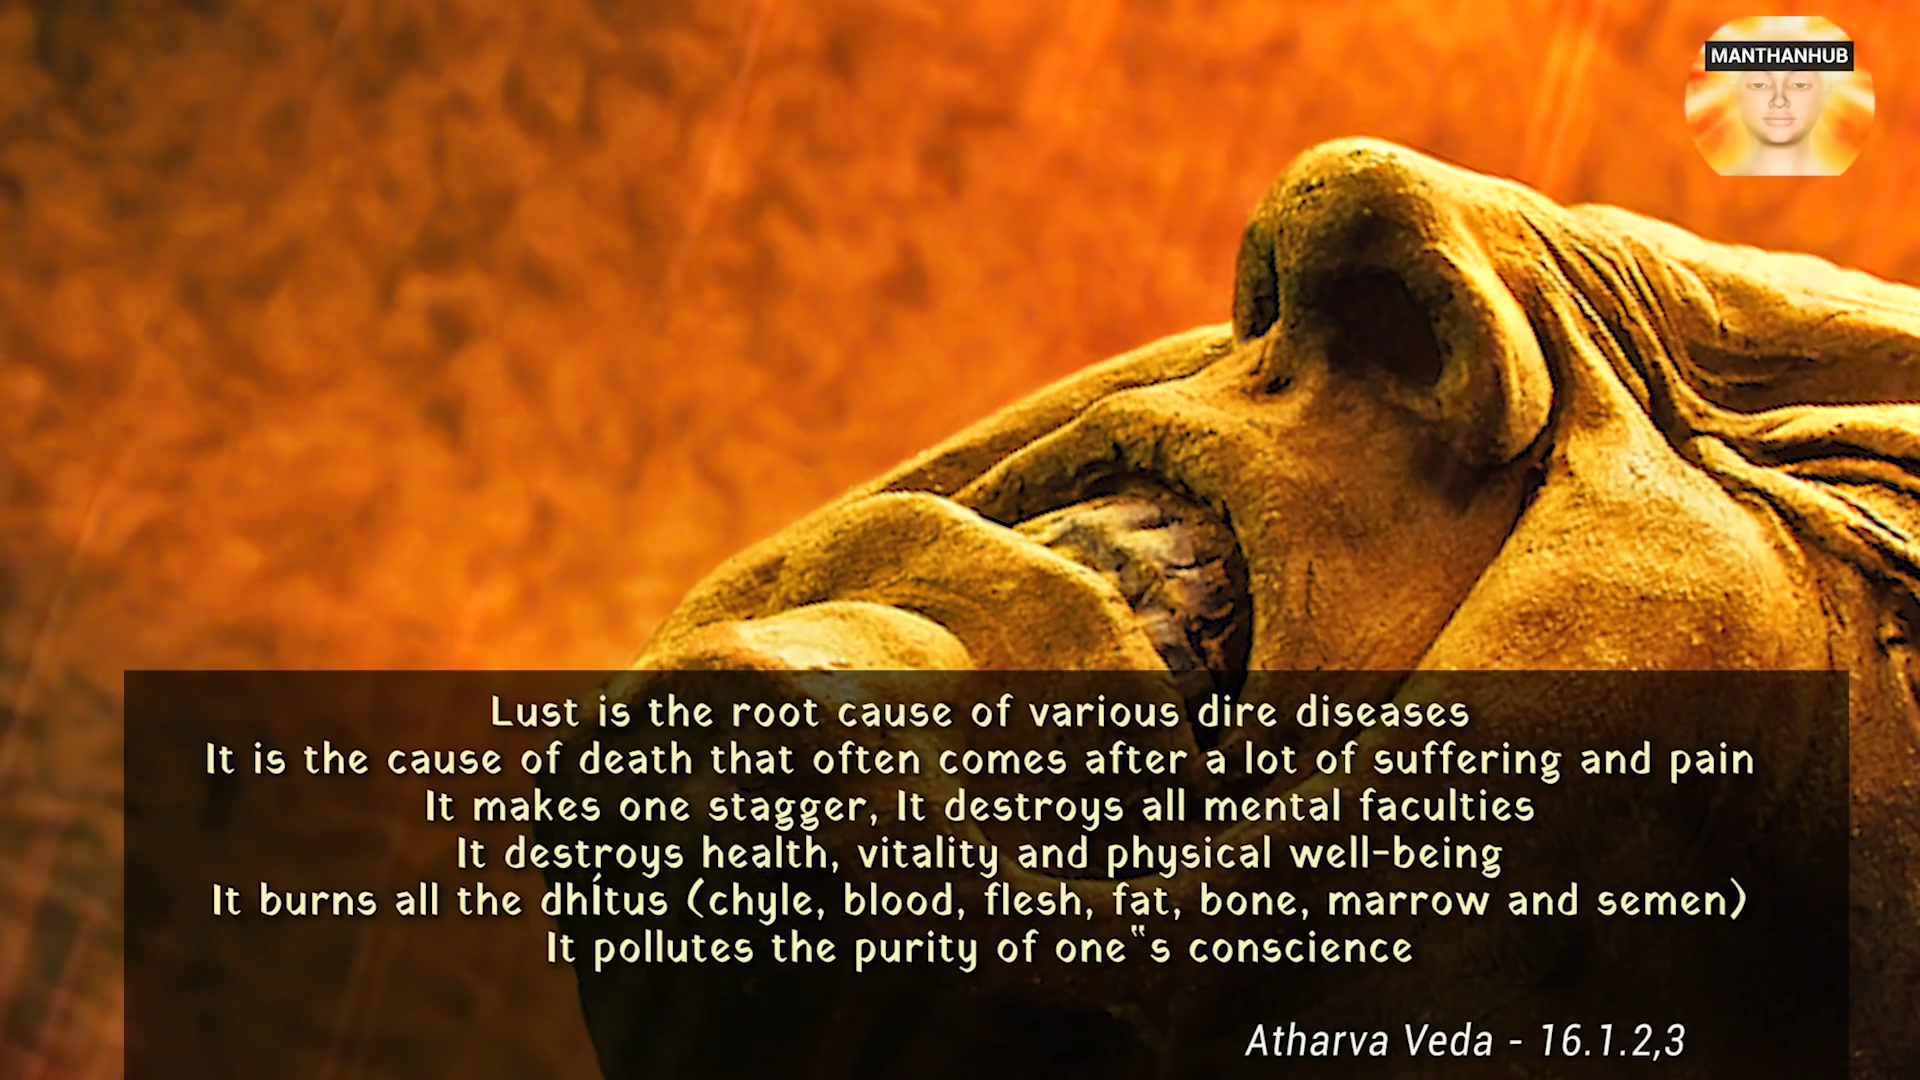 MANTHANHUB
Lust is the root cause of various dire diseases
It is the cause of death that often comes after a lot of suffering and pain
It makes one stagger, It destroys all mental faculties
It destroys health, vitality and physical well-being
It burns all the dhÍtus (chyle, blood, flesh, fat, bone, marrow and semen)
It pollutes the purity of one‟s conscience
Atharva Veda - 16.1.2,3